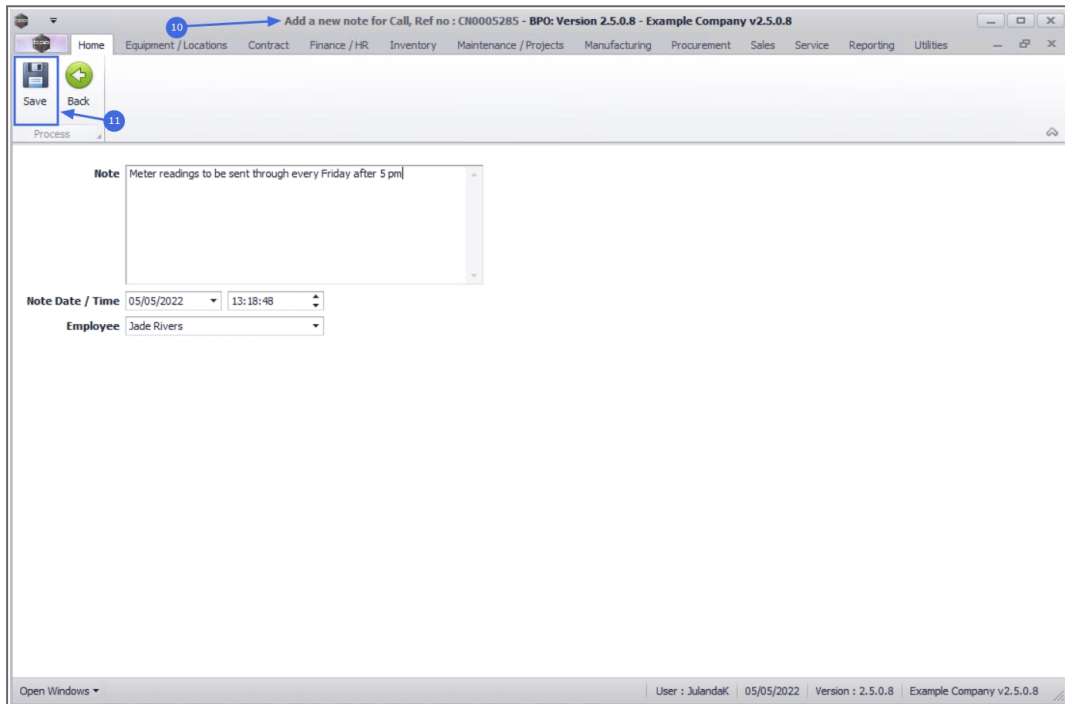 10
Add a new note for Call, Ref no : CN0005285 - BPO: Version 2.5.0.8 - Example Company v2.5.0.8
Home Equipment / Locations Contract Finance / HR Inventory Maintenance / Projects Manufacturing Procurement Sales Service Reporting Utilities
Save Back
11
Process
Note Meter readings to be sent through every Friday after 5 pm
Note Date / Time 05/05/2022 13:18:48
Employee Jade Rivers
Open Windows User : JulandaK 05/05/2022 Version : 2.5.0.8 Example Company v2.5.0.8